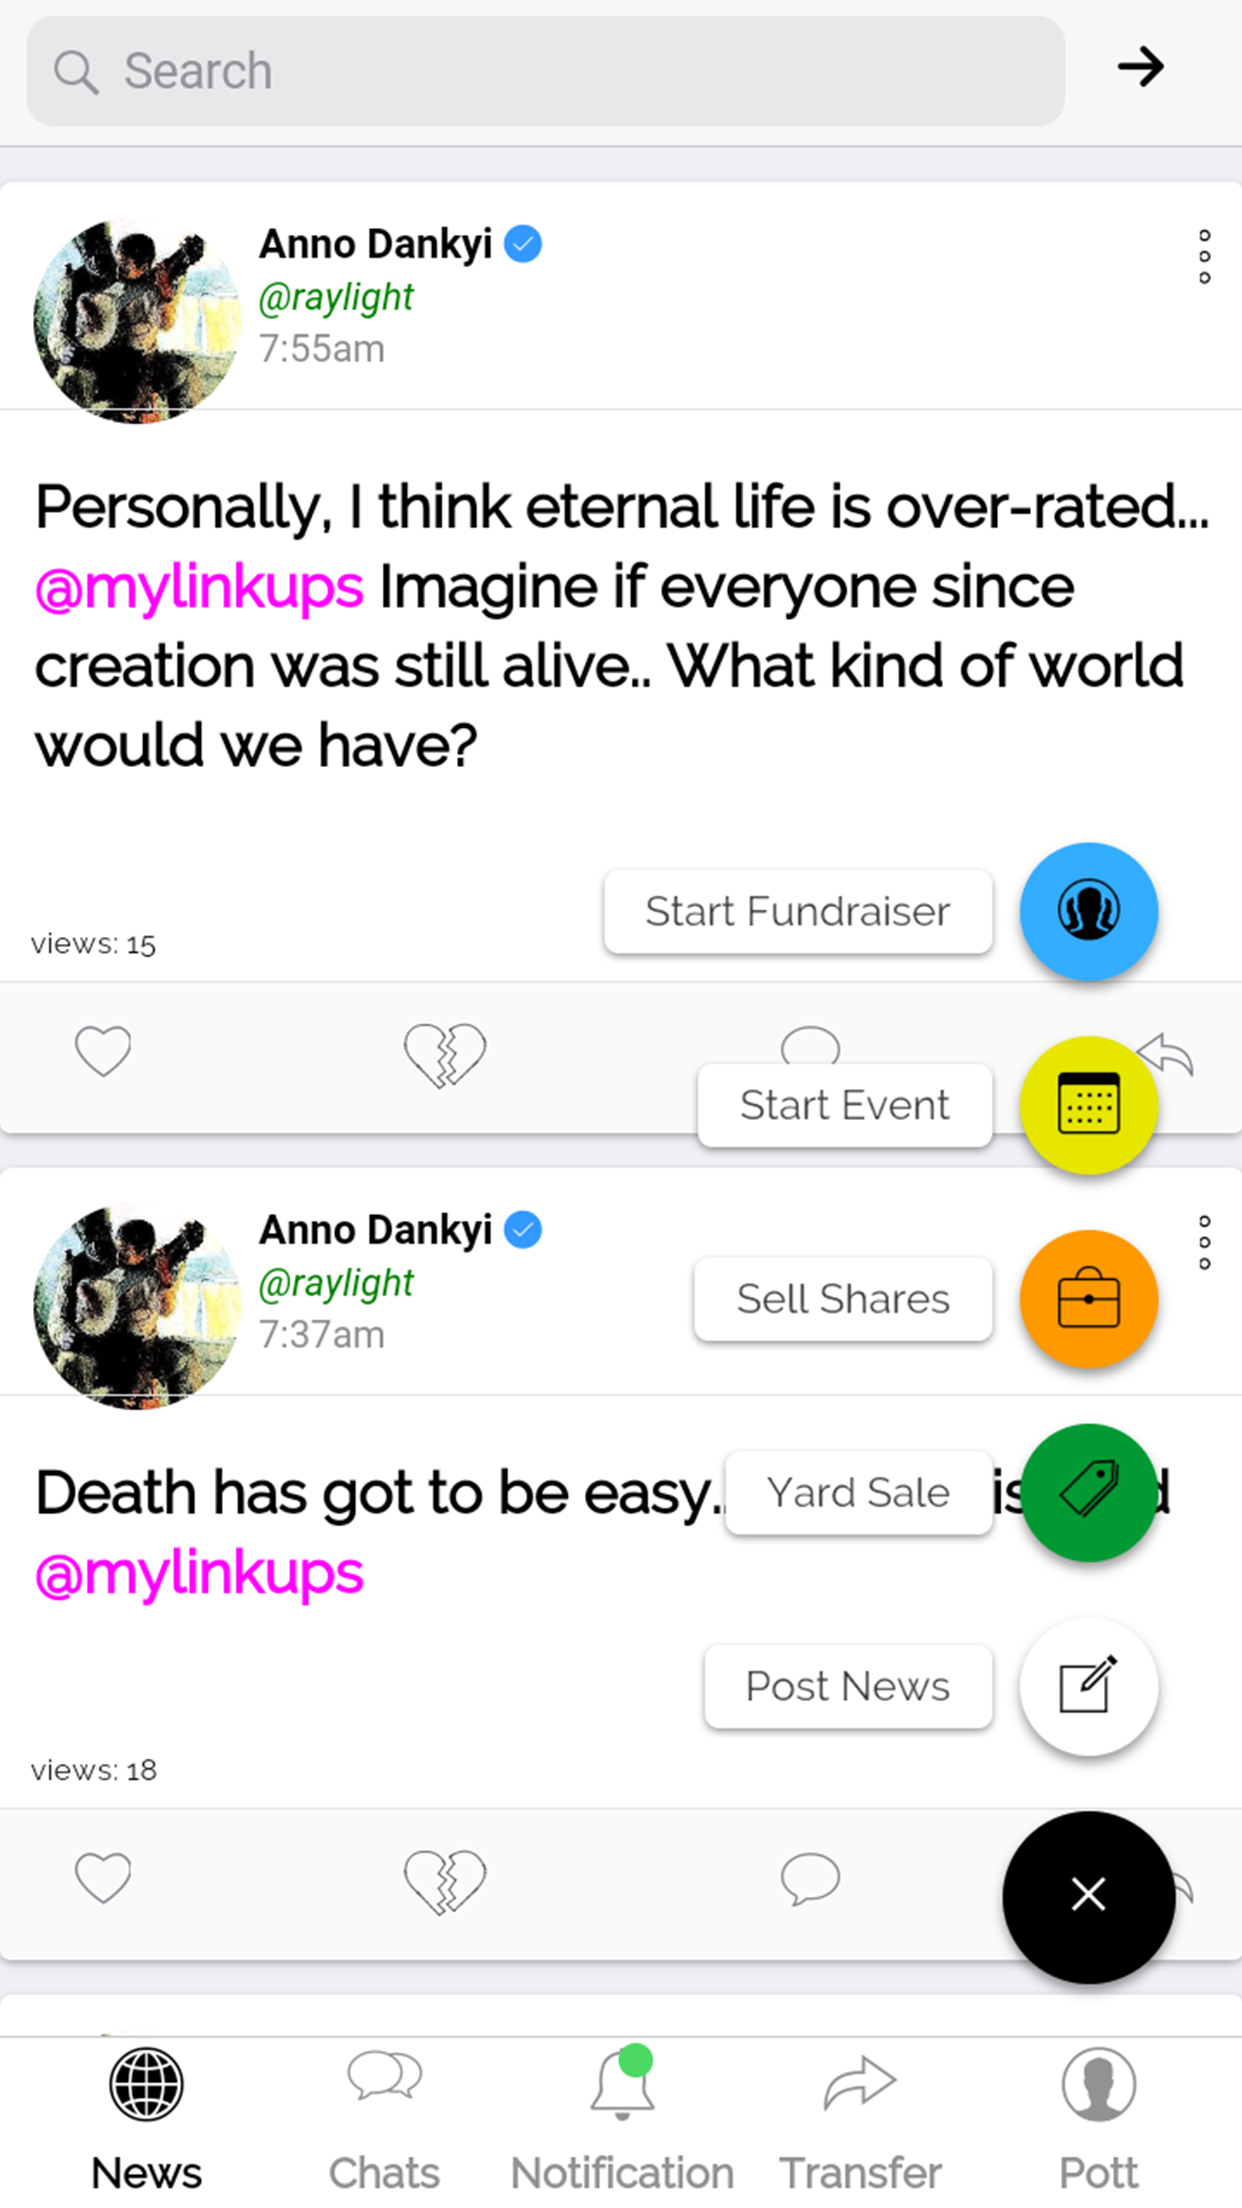 Search
Anno Dankyi
@raylight
7:55am
Personally, I think eternal life is over-rated...
@mylinkups Imagine if everyone since
creation was still alive.. What kind of world
would we have?
Start Fundraiser
views: 15
Start Event
Anno Dankyi
@raylight
7:37am
Sell Shares
Death has got to be easy..
Yard Sale
@mylinkups
Post News
views: 18
News Chats Notification Transfer Pott